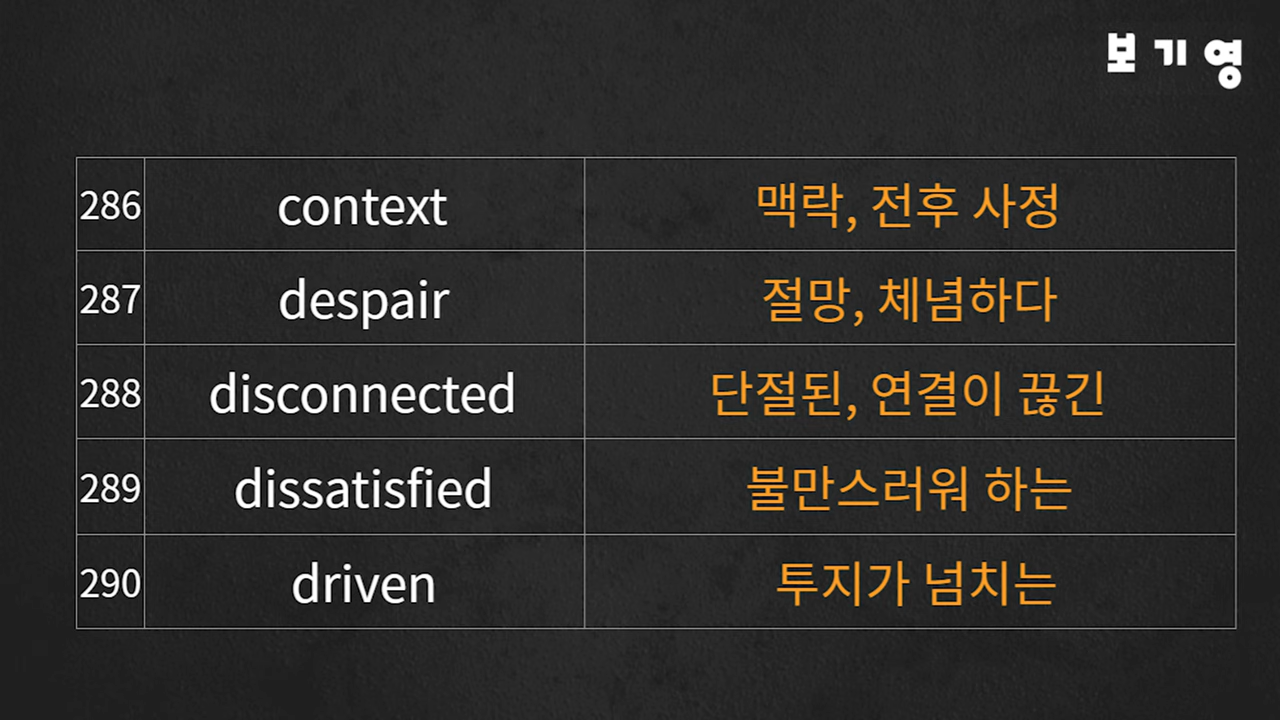 보기영
286 context 맥락, 전후 사정
287 despair 절망, 체념하다
288 disconnected 단절된, 연결이 끊긴
289 dissatisfied 불만스러워 하는
290 driven 투지가 넘치는